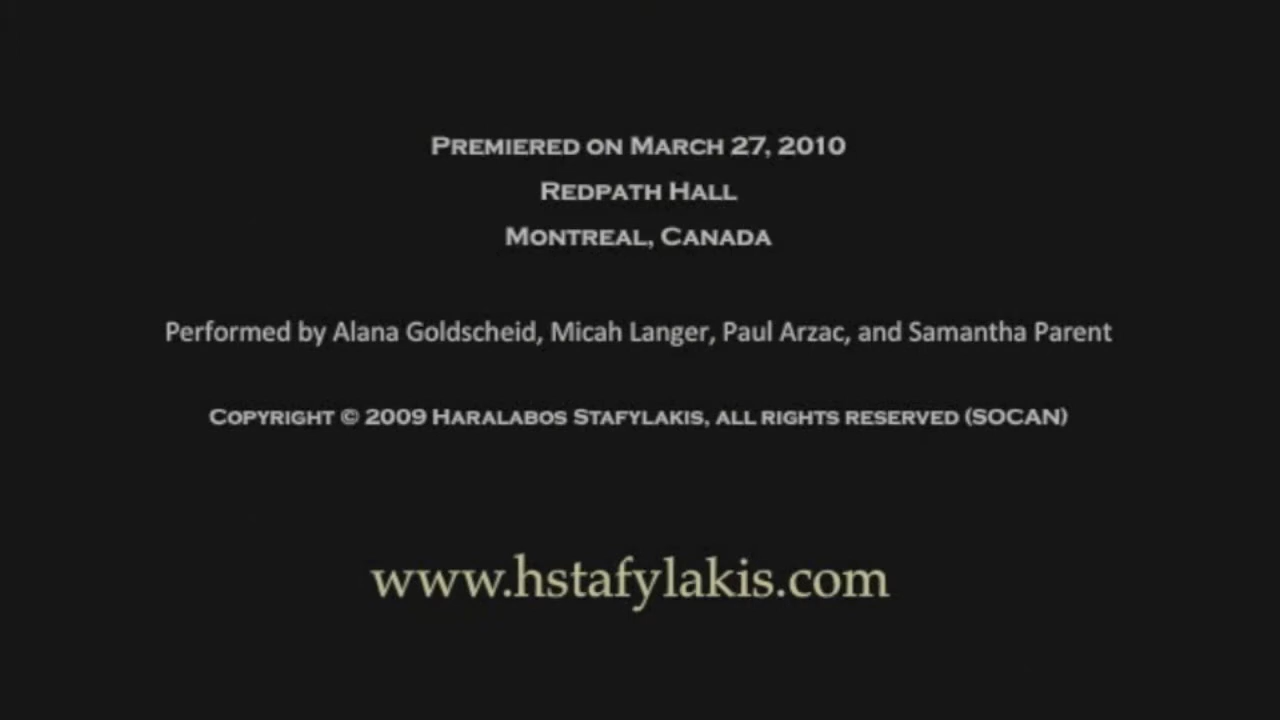 Premiered on March 27, 2010
Redpath Hall
Montreal, Canada
Performed by Alana Goldscheid, Micah Langer, Paul Arzac, and Samantha Parent
Copyright © 2009 Haralabos Stafylakis, all rights reserved (SOCAN)
www.hstafylakis.com